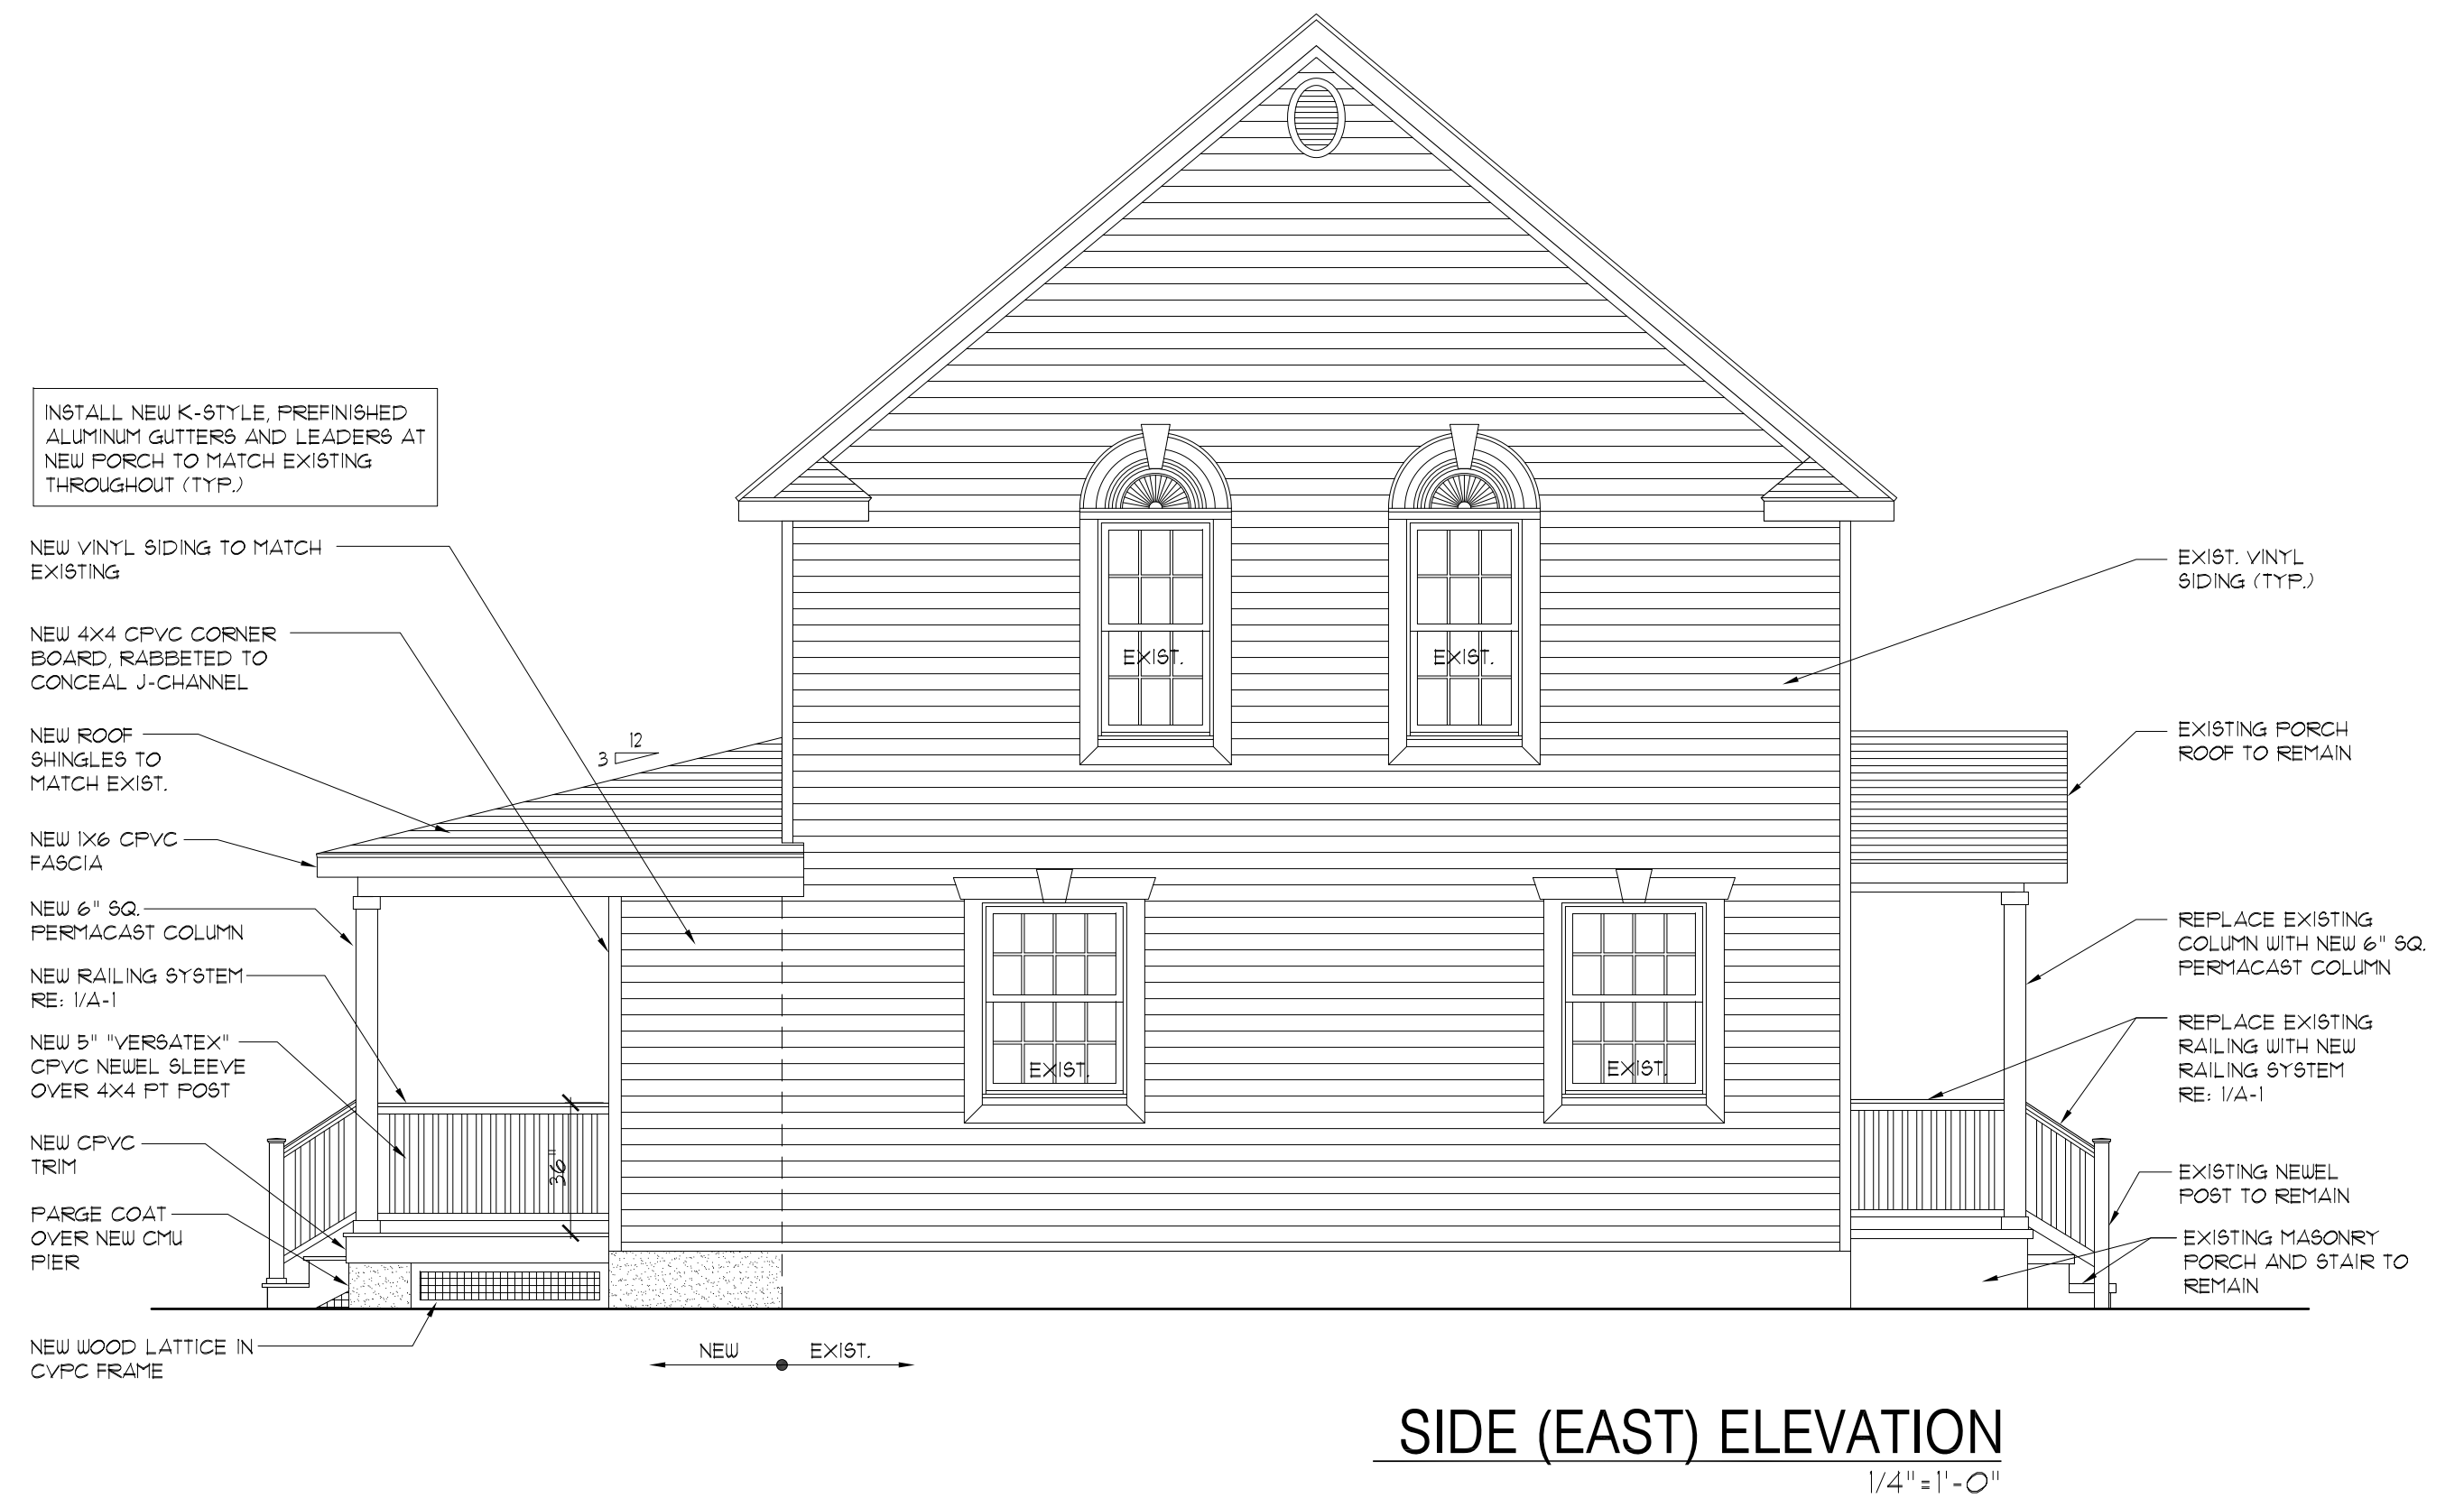 INSTALL NEW K-STYLE, PREFINISHED
ALUMINUM GUTTERS AND LEADERS AT
NEW PORCH TO MATCH EXISTING
THROUGHOUT (TYP.)
NEW VINYL SIDING TO MATCH
EXISTING
NEW 4X4 CPVC CORNER
BOARD, RABBETED TO
CONCEAL J-CHANNEL
NEW ROOF
SHINGLES TO
MATCH EXIST.
NEW 1X6 CPVC
FASCIA
NEW 6" SQ.
PERMACAST COLUMN
NEW RAILING SYSTEM
RE: 1/A-1
NEW 5" "VERSATEX"
CPVC NEWEL SLEEVE
OVER 4X4 PT POST
NEW CPVC
TRIM
PARGE COAT
OVER NEW CMU
PIER
NEW WOOD LATTICE IN
CVPC FRAME
12
3
36"
EXIST.
EXIST.
EXIST.
EXIST.
NEW
EXIST.
EXIST. VINYL
SIDING (TYP.)
EXISTING PORCH
ROOF TO REMAIN
REPLACE EXISTING
COLUMN WITH NEW 6" SQ.
PERMACAST COLUMN
REPLACE EXISTING
RAILING WITH NEW
RAILING SYSTEM
RE: 1/A-1
EXISTING NEWEL
POST TO REMAIN
EXISTING MASONRY
PORCH AND STAIR TO
REMAIN
SIDE (EAST) ELEVATION
1/4"=1'-0"